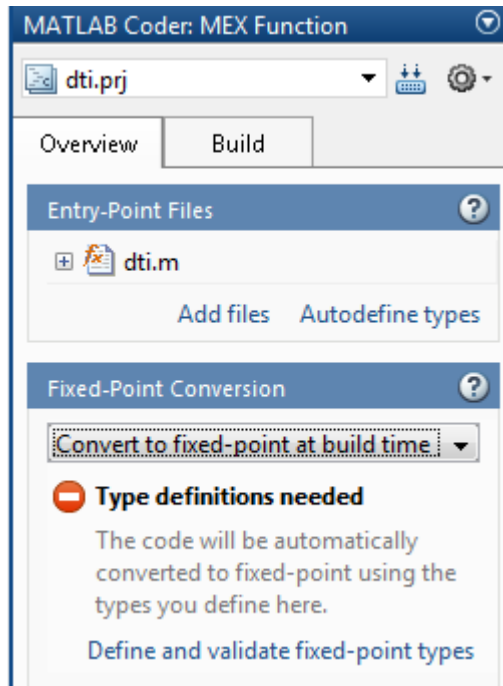 MATLAB Coder: MEX Function
dti.prj
Overview Build
Entry-Point Files ?
dti.m
Add files Autodefine types
Fixed-Point Conversion ?
Convert to fixed-point at build time
Type definitions needed
The code will be automatically
converted to fixed-point using the
types you define here.
Define and validate fixed-point types